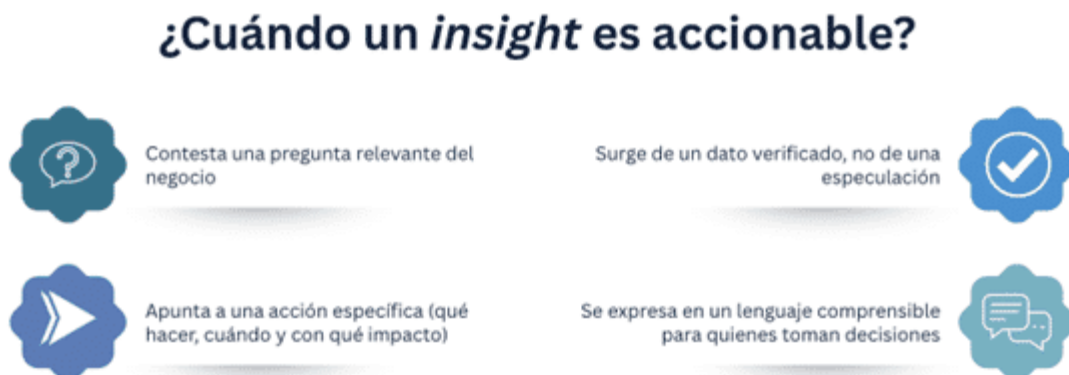 ¿Cuándo un insight es accionable?
Contesta una pregunta relevante del
negocio
Surge de un dato verificado, no de una
especulación
Apunta a una acción específica (qué
hacer, cuándo y con qué impacto)
Se expresa en un lenguaje comprensible
para quienes toman decisiones